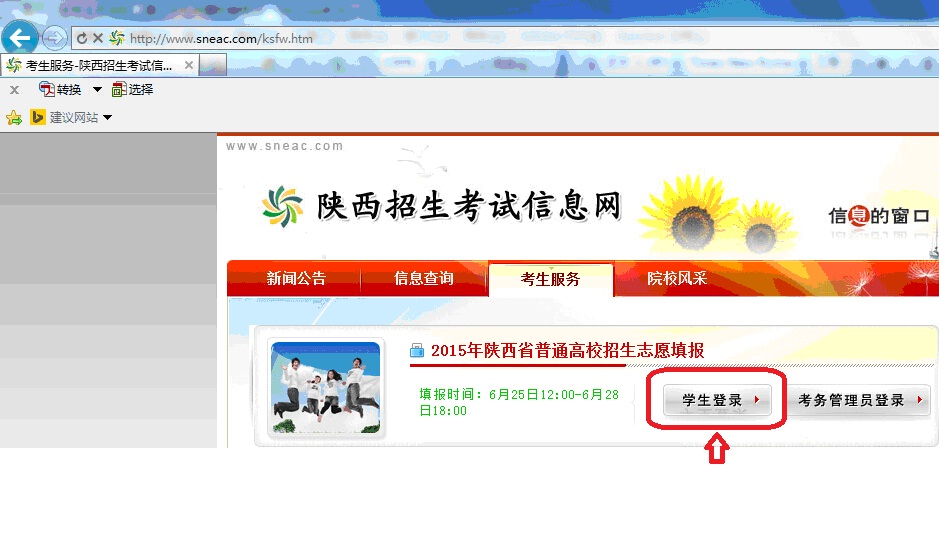 http://www.sneac.com/ksfw.htm
考生服务-陕西招生考试信...
转换 选择
建议网站
www.sneac.com
陕西招生考试信息网
信息的窗口
新闻公告 信息查询 考生服务 院校风采
2015年陕西省普通高校招生志愿填报
填报时间：6月25日12:00-6月28
日18:00
学生登录 考务管理员登录